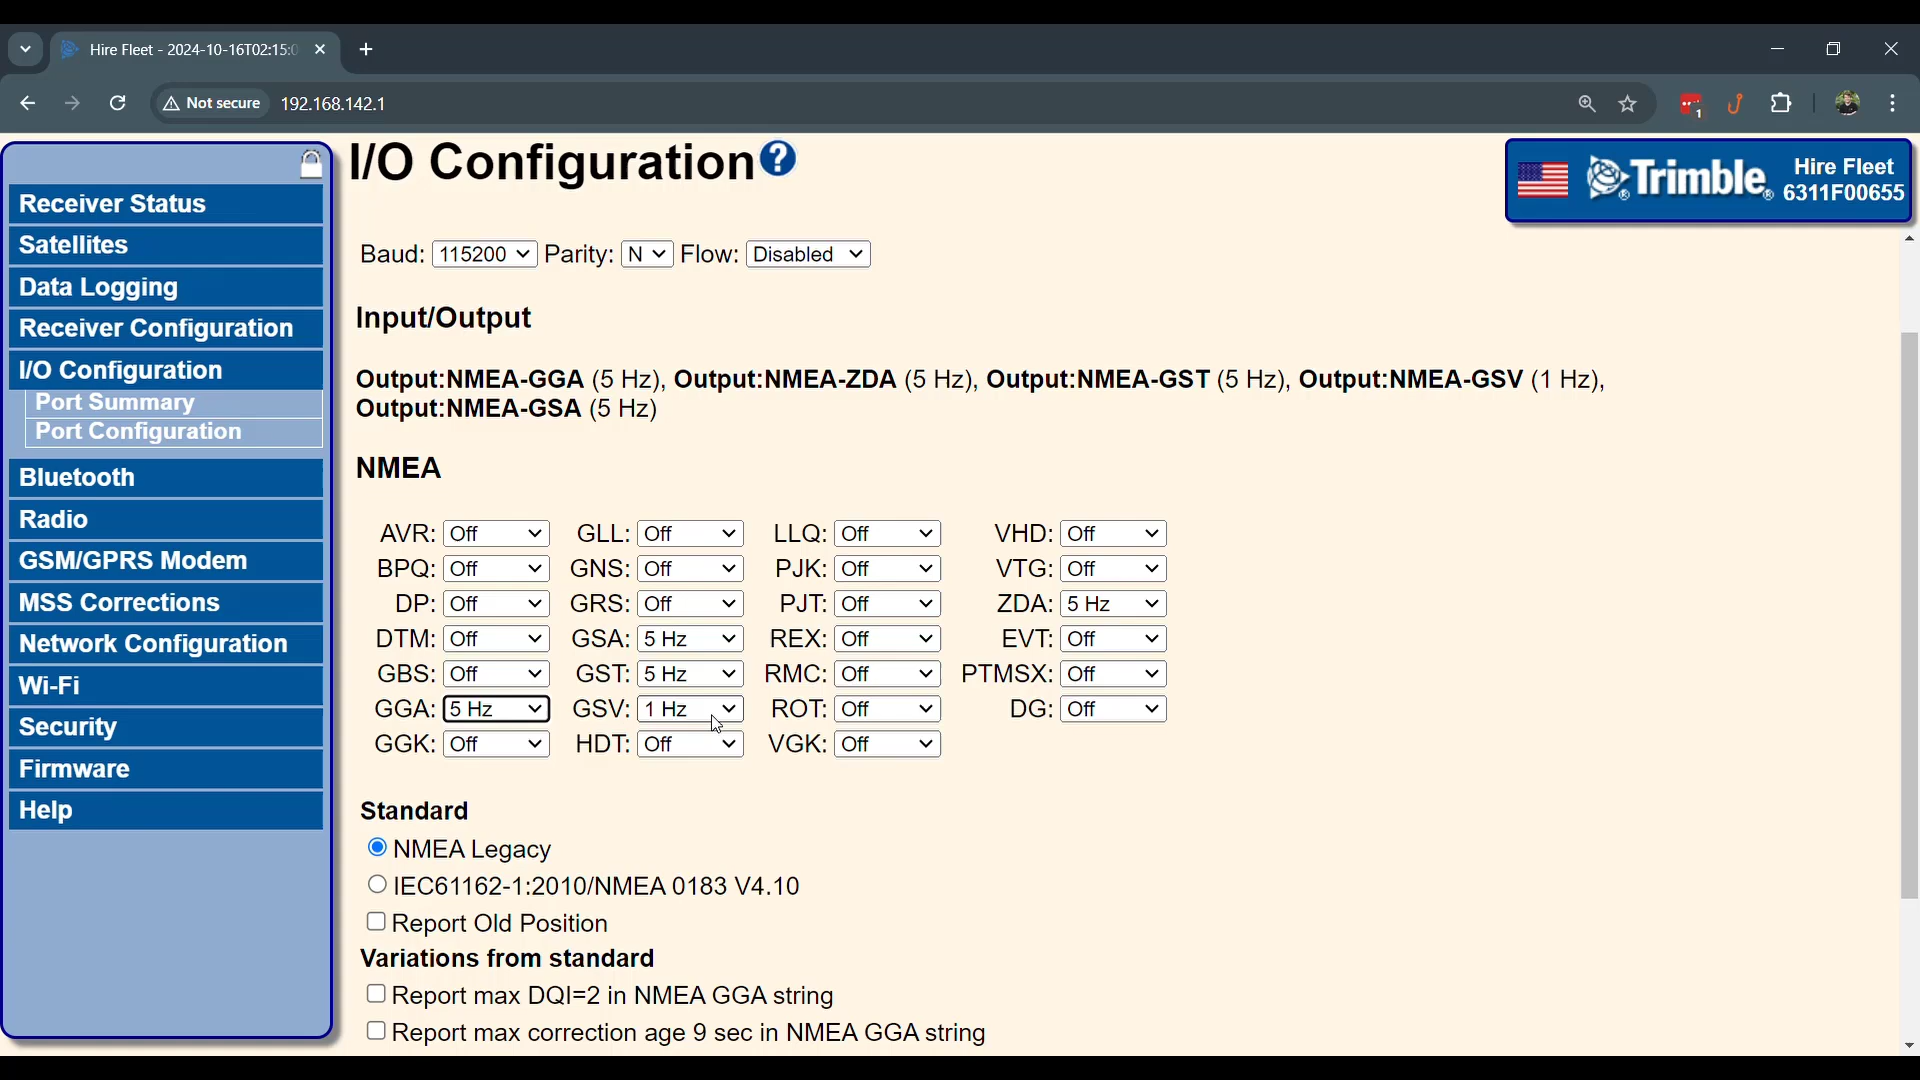 Hire Fleet - 2024-10-16T02:15:0
Not secure 192.168.142.1
1
Receiver Status
Satellites
Data Logging
Receiver Configuration
I/O Configuration
Port Summary
Port Configuration
Bluetooth
Radio
GSM/GPRS Modem
MSS Corrections
Network Configuration
Wi-Fi
Security
Firmware
Help
I/O Configuration ?
Trimble® Hire Fleet
6311F00655
Baud: 115200 Parity: N Flow: Disabled
Input/Output
Output:NMEA-GGA (5 Hz), Output:NMEA-ZDA (5 Hz), Output:NMEA-GST (5 Hz), Output:NMEA-GSV (1 Hz),
Output:NMEA-GSA (5 Hz)
NMEA
AVR: Off GLL: Off LLQ: Off VHD: Off
BPQ: Off GNS: Off PJK: Off VTG: Off
DP: Off GRS: Off PJT: Off ZDA: 5 Hz
DTM: Off GSA: 5 Hz REX: Off EVT: Off
GBS: Off GST: 5 Hz RMC: Off PTMSX: Off
GGA: 5 Hz GSV: 1 Hz ROT: Off DG: Off
GGK: Off HDT: Off VGK: Off
Standard
NMEA Legacy
IEC61162-1:2010/NMEA 0183 V4.10
Report Old Position
Variations from standard
Report max DQI=2 in NMEA GGA string
Report max correction age 9 sec in NMEA GGA string